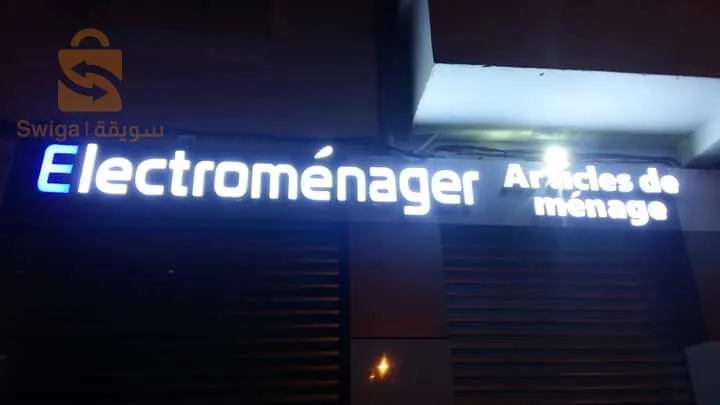 Swiga | سويقة
Electroménager
Articles de
ménage